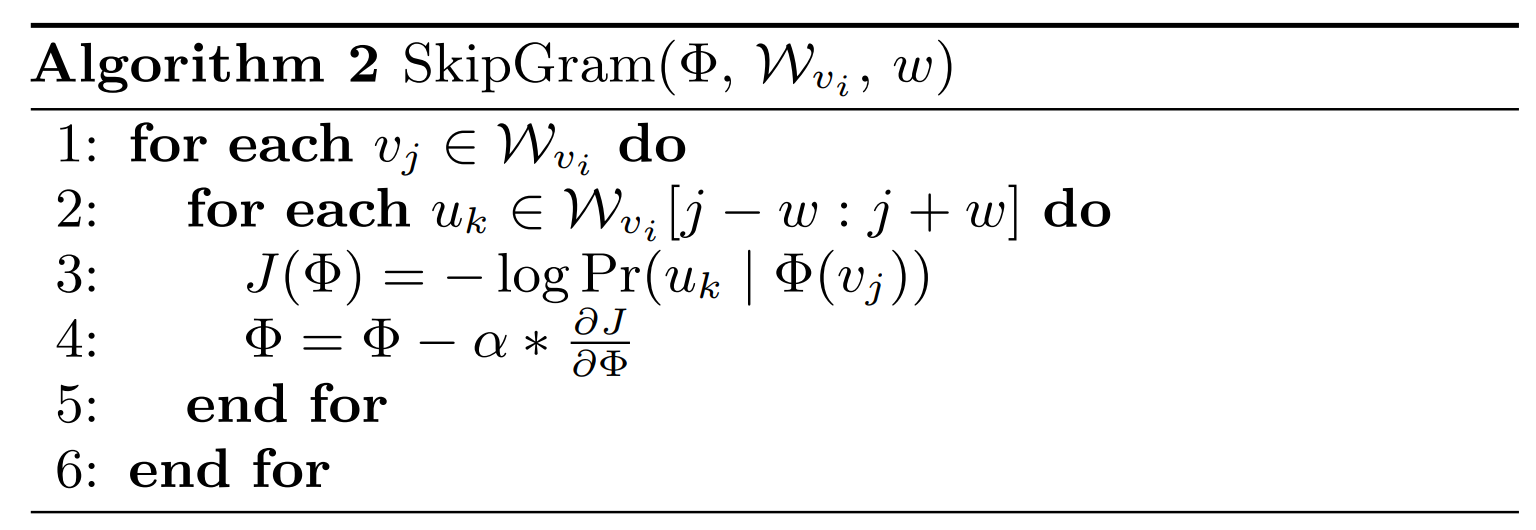 Algorithm 2 SkipGram(Φ, 𝒲_{v_i}, w)
1: for each v_j ∈ 𝒲_{v_i} do
2: for each u_k ∈ 𝒲_{v_i}[j − w : j + w] do
3: J(Φ) = − log Pr(u_k | Φ(v_j))
4: Φ = Φ − α ∗ ∂J/∂Φ
5: end for
6: end for